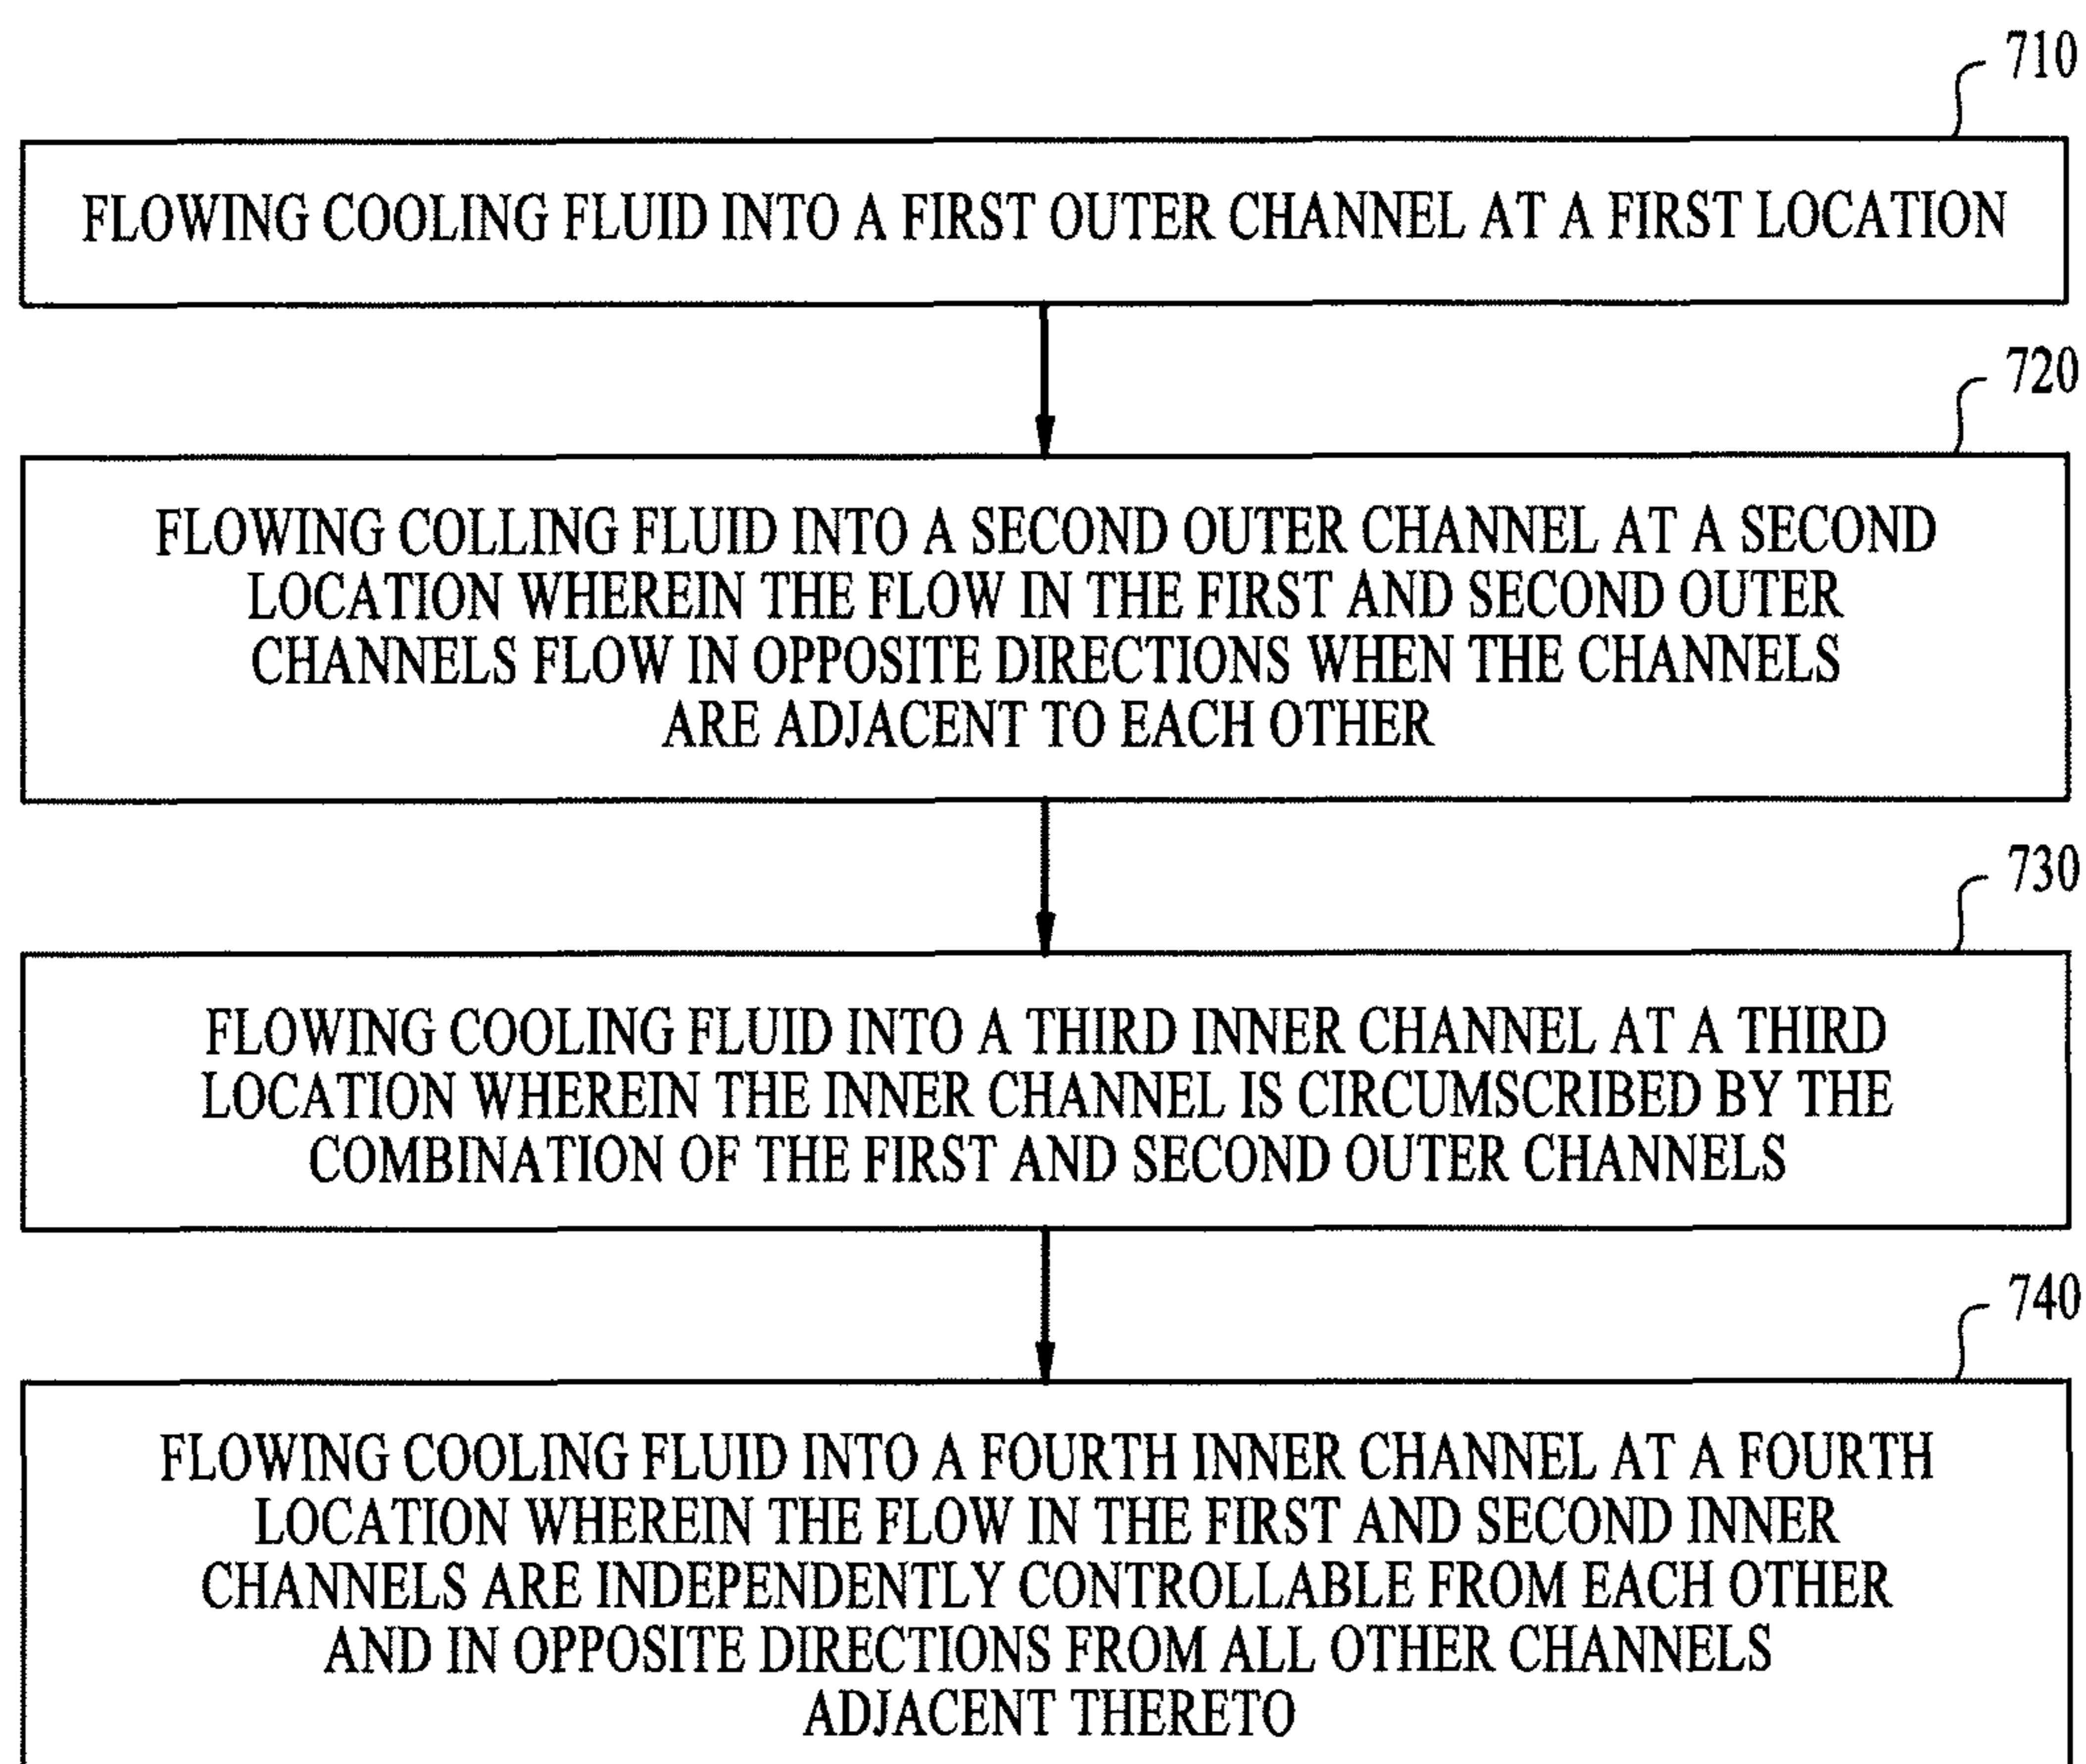 710
FLOWING COOLING FLUID INTO A FIRST OUTER CHANNEL AT A FIRST LOCATION
720
FLOWING COLLING FLUID INTO A SECOND OUTER CHANNEL AT A SECOND
LOCATION WHEREIN THE FLOW IN THE FIRST AND SECOND OUTER
CHANNELS FLOW IN OPPOSITE DIRECTIONS WHEN THE CHANNELS
ARE ADJACENT TO EACH OTHER
730
FLOWING COOLING FLUID INTO A THIRD INNER CHANNEL AT A THIRD
LOCATION WHEREIN THE INNER CHANNEL IS CIRCUMSCRIBED BY THE
COMBINATION OF THE FIRST AND SECOND OUTER CHANNELS
740
FLOWING COOLING FLUID INTO A FOURTH INNER CHANNEL AT A FOURTH
LOCATION WHEREIN THE FLOW IN THE FIRST AND SECOND INNER
CHANNELS ARE INDEPENDENTLY CONTROLLABLE FROM EACH OTHER
AND IN OPPOSITE DIRECTIONS FROM ALL OTHER CHANNELS
ADJACENT THERETO